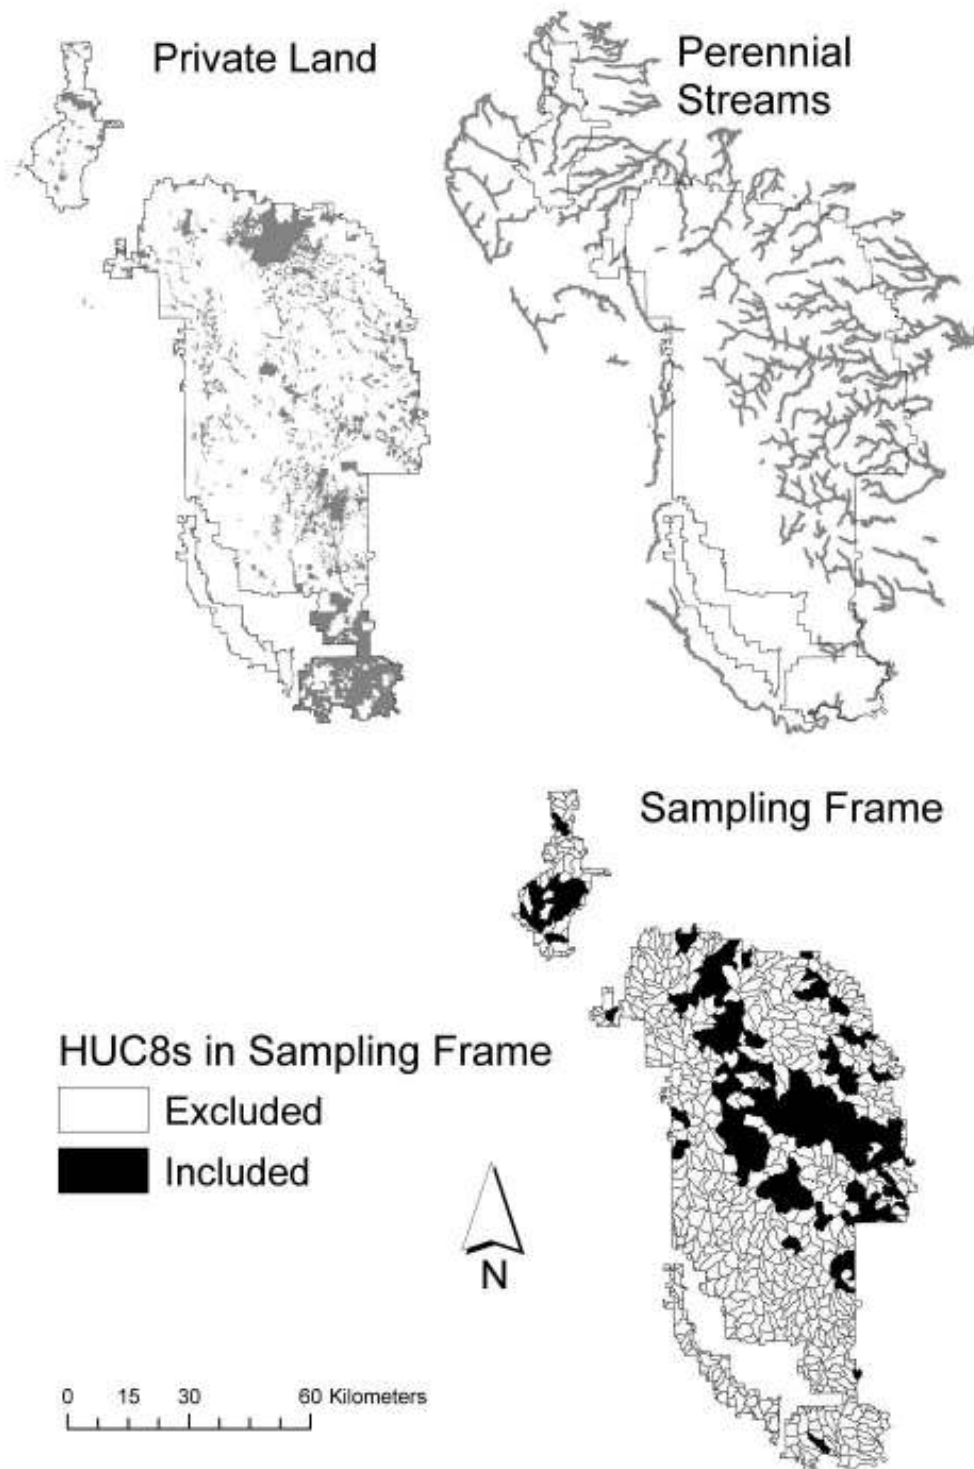 Private Land
Perennial
Streams
Sampling Frame
HUC8s in Sampling Frame
Excluded
Included
N
0 15 30 60 Kilometers